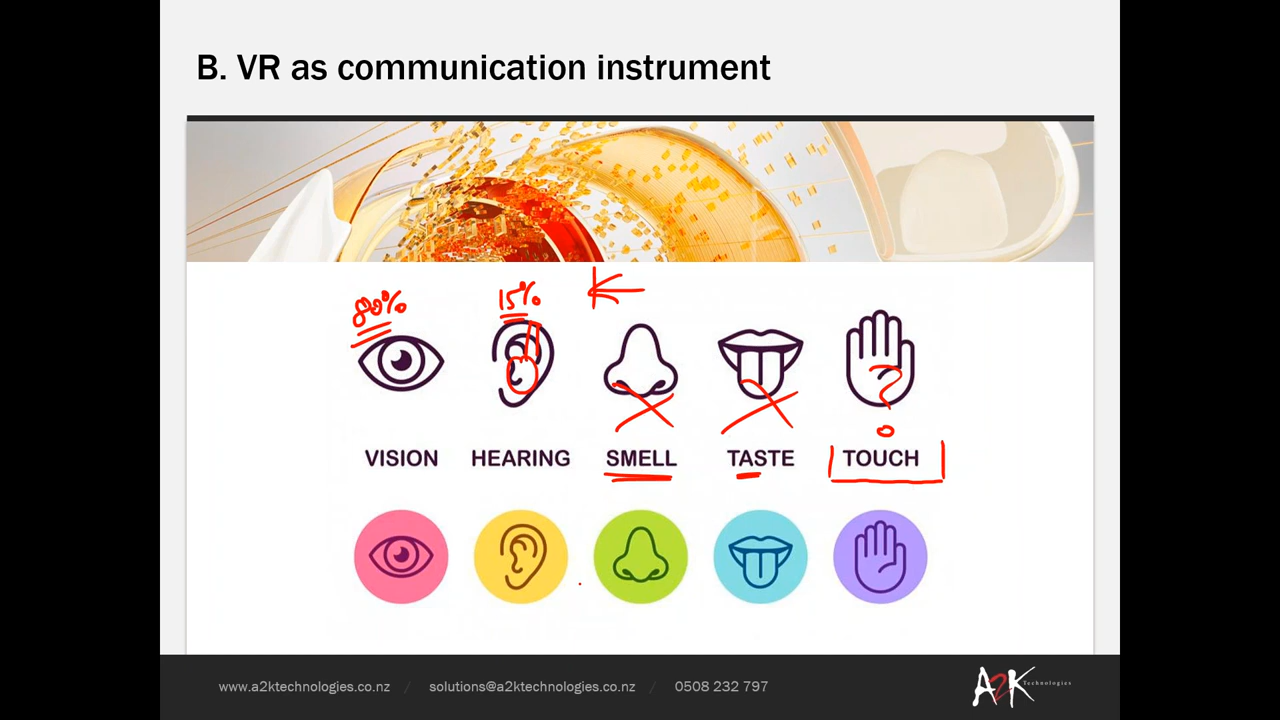 B. VR as communication instrument
80% 15%
?
VISION HEARING SMELL TASTE TOUCH
www.a2ktechnologies.co.nz / solutions@a2ktechnologies.co.nz / 0508 232 797
A2K Technologies